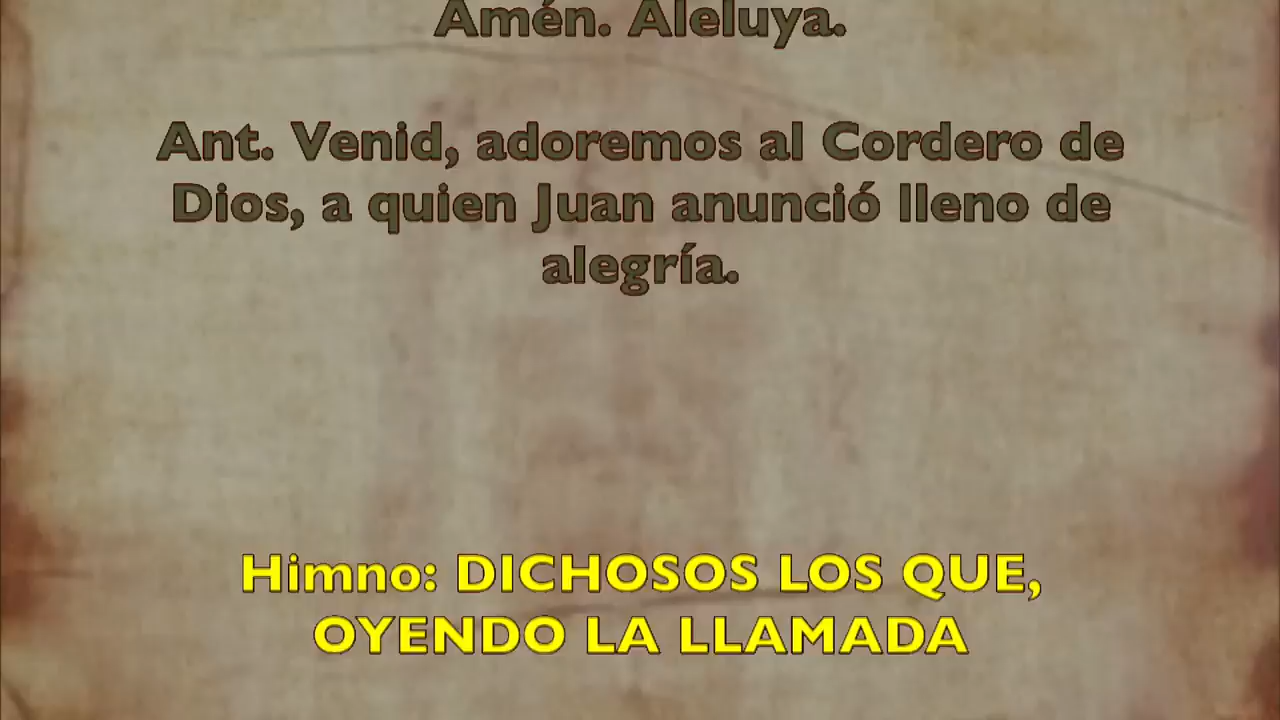 Amén. Aleluya.
Ant. Venid, adoremos al Cordero de
Dios, a quien Juan anunció lleno de
alegría.
Himno: DICHOSOS LOS QUE,
OYENDO LA LLAMADA